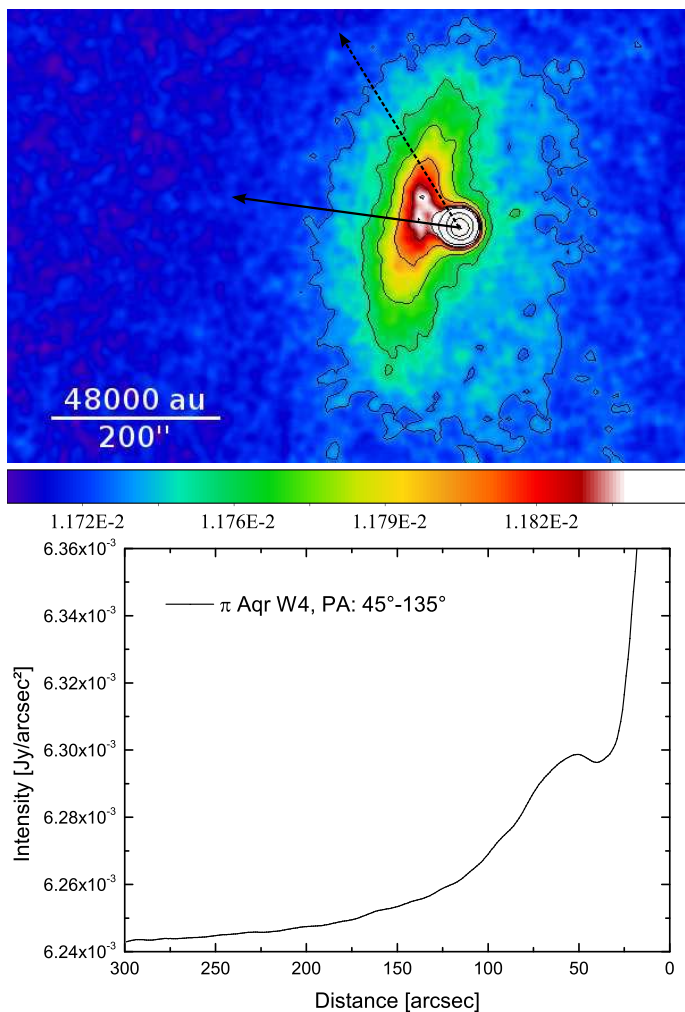 48000 au
200"
1.172E-2 1.176E-2 1.179E-2 1.182E-2
6.36x10⁻³
π Aqr W4, PA: 45°-135°
6.34x10⁻³
6.32x10⁻³
6.30x10⁻³
6.28x10⁻³
6.26x10⁻³
6.24x10⁻³
Intensity [Jy/arcsec²]
300 250 200 150 100 50 0
Distance [arcsec]